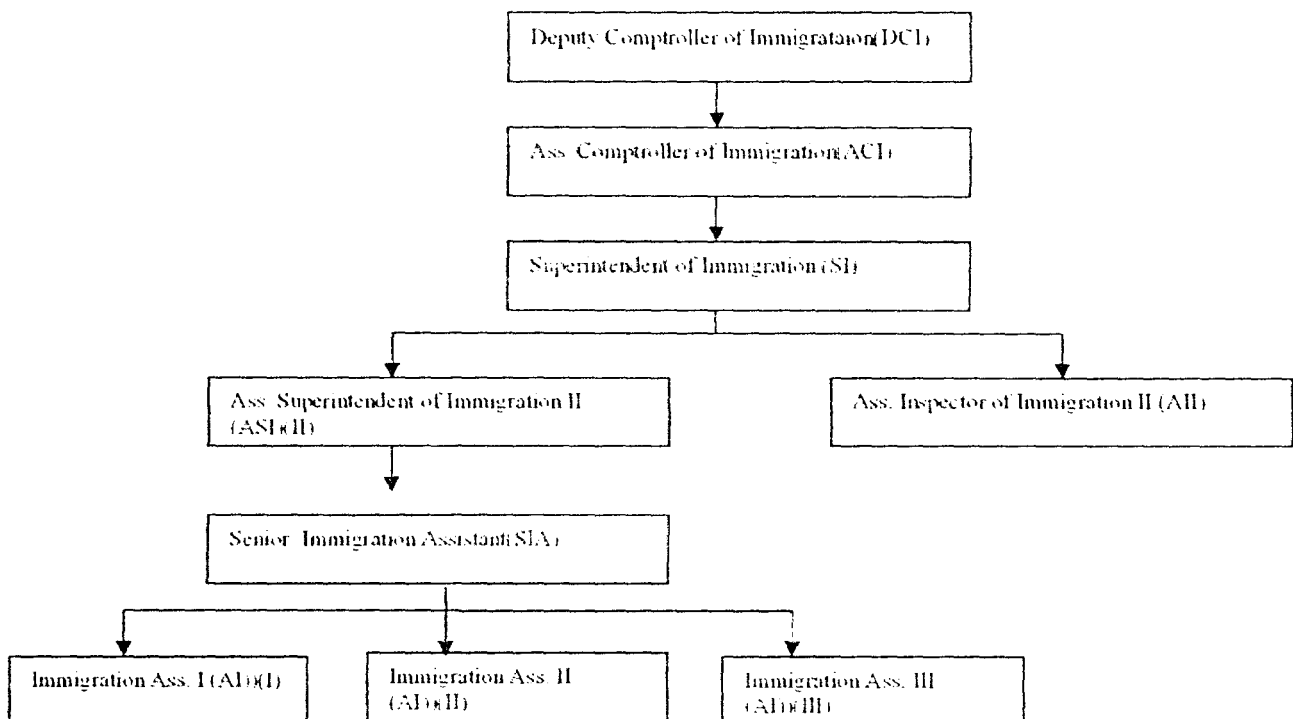 Deputy Comptroller of Immigrataion(DCI)
Ass. Comptroller of Immigration(ACI)
Superintendent of Immigration (SI)
Ass. Superintendent of Immigration II
(ASI)(II)
Ass. Inspector of Immigration II (AII)
Senior Immigration Assistant(SIA)
Immigration Ass. I (AI))(I)
Immigration Ass. II
(AI))(II)
Immigration Ass. III
(AI))(III)